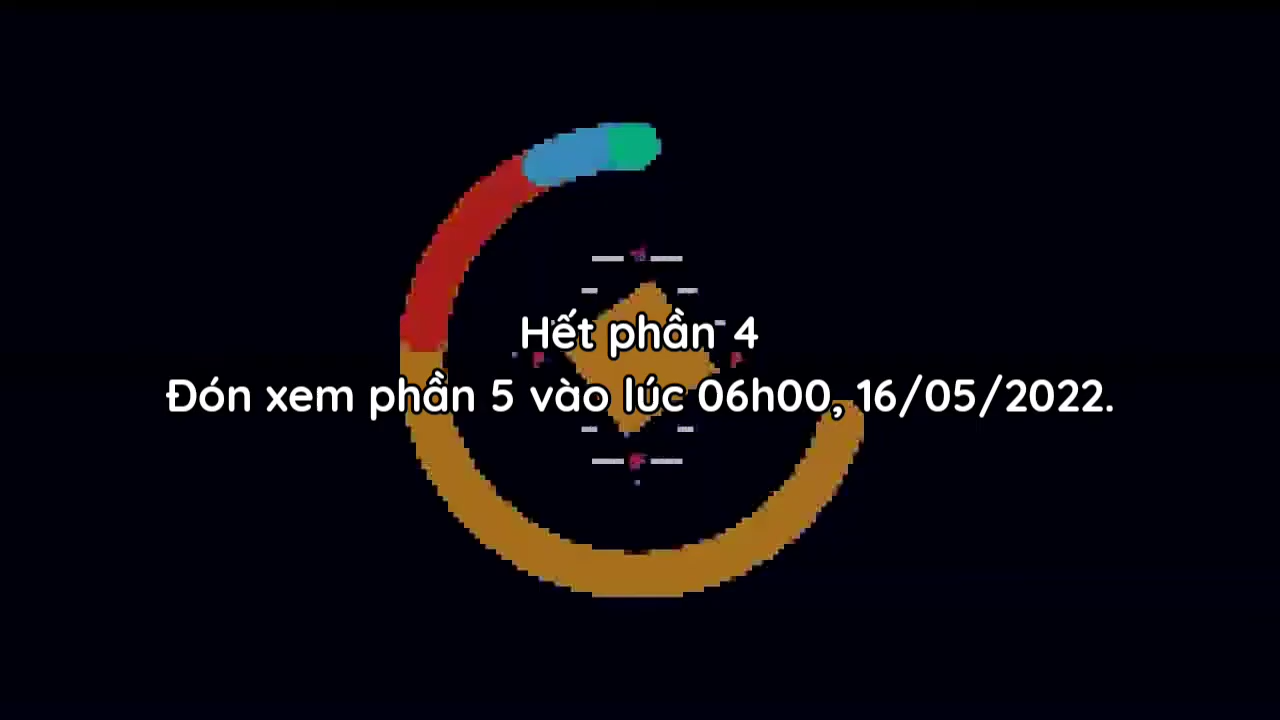 Hết phần 4
Đón xem phần 5 vào lúc 06h00, 16/05/2022.